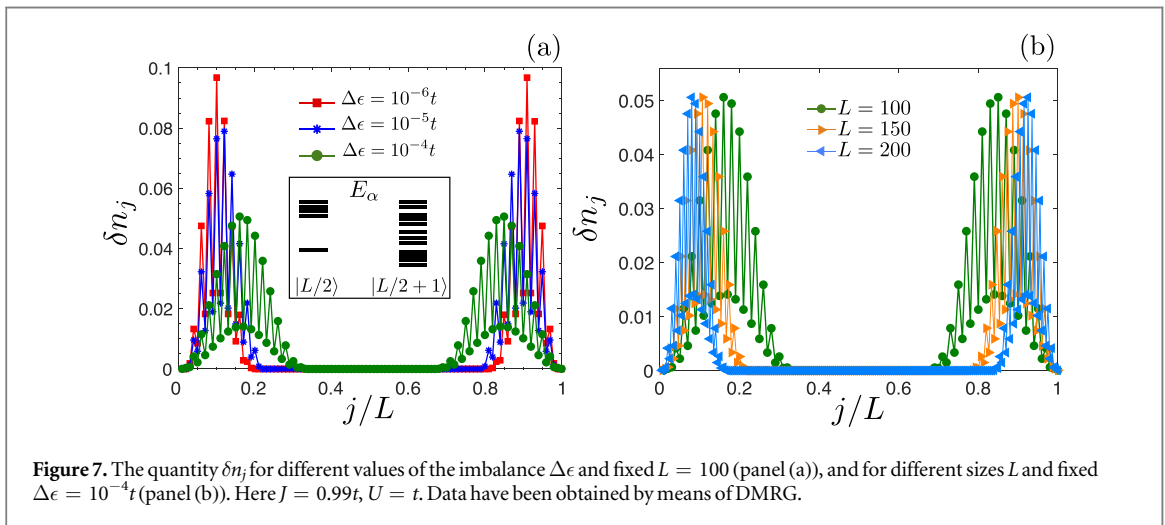 (a)
0.1
0.08
0.06
0.04
0.02
0
δn_j
Δϵ = 10^{-6}t
Δϵ = 10^{-5}t
Δϵ = 10^{-4}t
E_α
|L/2⟩ |L/2 + 1⟩
0 0.2 0.4 0.6 0.8 1
j/L
(b)
0.05
0.04
0.03
0.02
0.01
0
δn_j
L = 100
L = 150
L = 200
0 0.2 0.4 0.6 0.8 1
j/L
Figure 7. The quantity δn_j for different values of the imbalance Δϵ and fixed L = 100 (panel (a)), and for different sizes L and fixed
Δϵ = 10^{-4}t (panel (b)). Here J = 0.99t, U = t. Data have been obtained by means of DMRG.